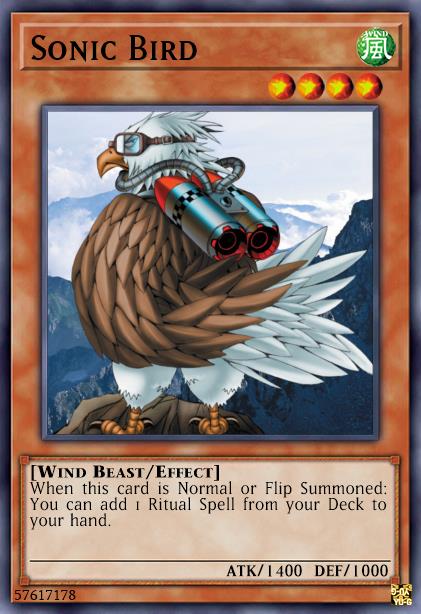 Sonic Bird
WIND
風
[Wind Beast/Effect]
When this card is Normal or Flip Summoned:
You can add 1 Ritual Spell from your Deck to
your hand.
ATK/1400 DEF/1000
57617178